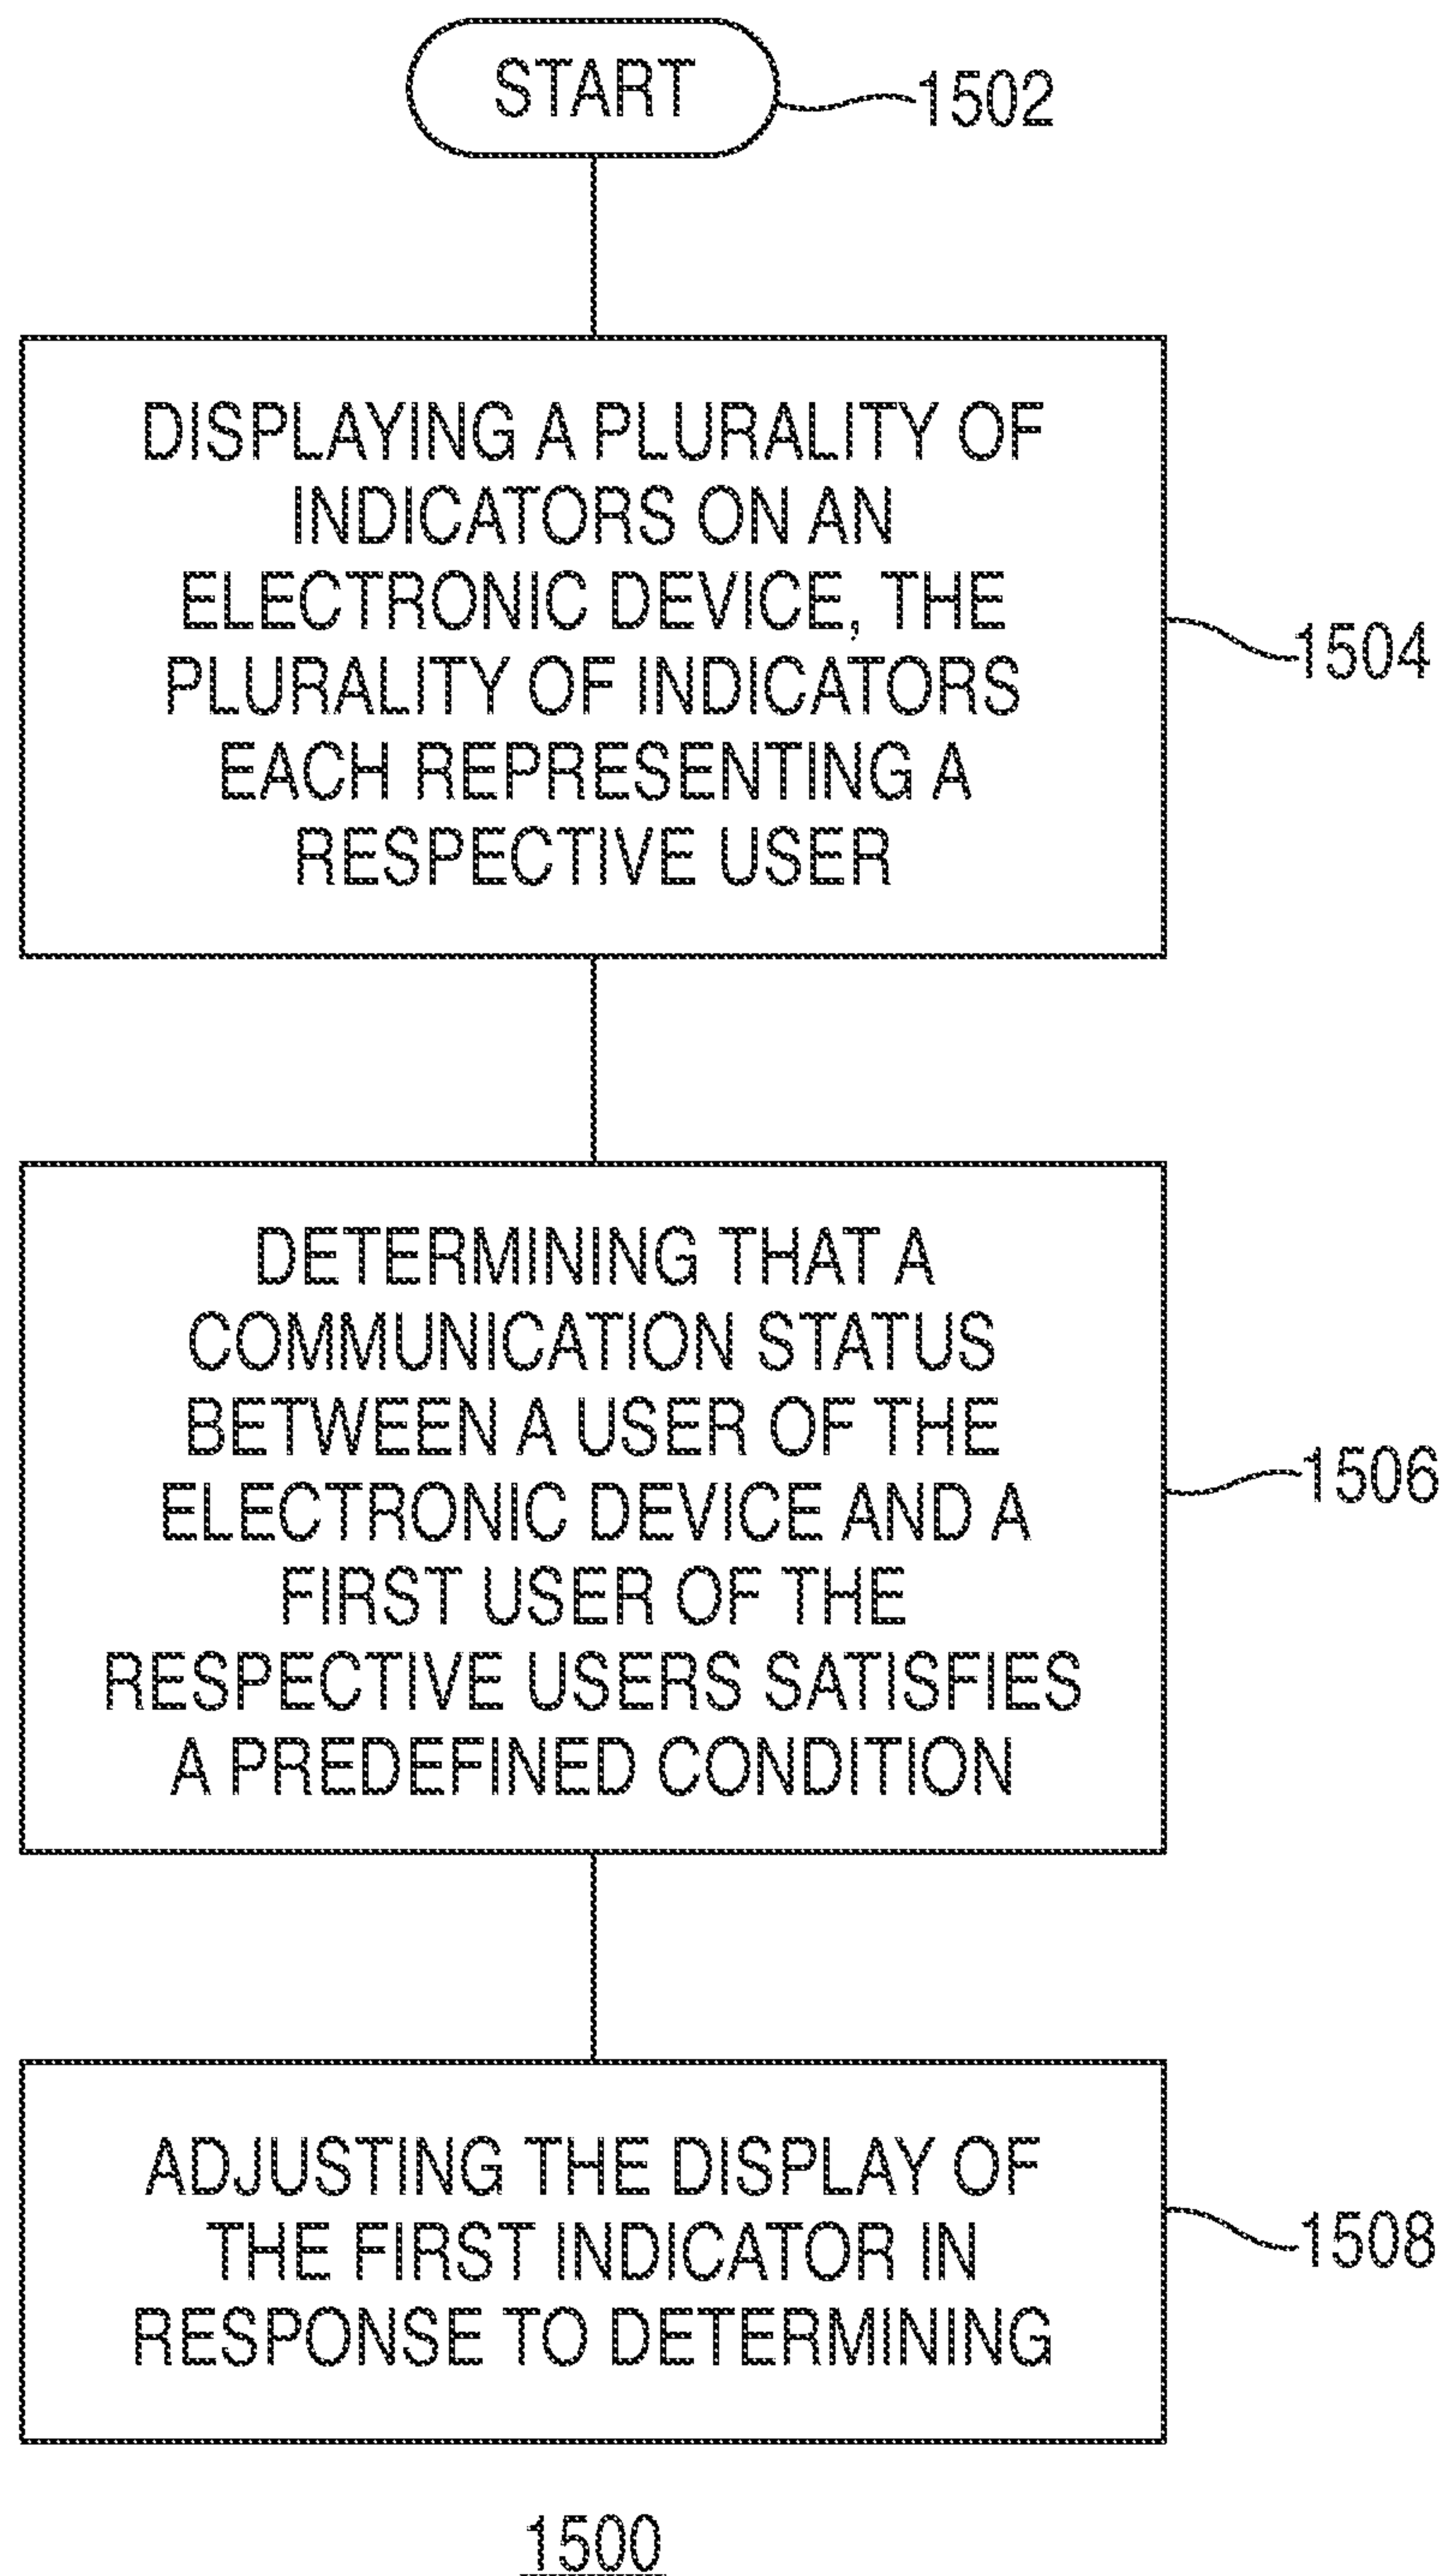 START
1502
DISPLAYING A PLURALITY OF
INDICATORS ON AN
ELECTRONIC DEVICE, THE
PLURALITY OF INDICATORS
EACH REPRESENTING A
RESPECTIVE USER
1504
DETERMINING THAT A
COMMUNICATION STATUS
BETWEEN A USER OF THE
ELECTRONIC DEVICE AND A
FIRST USER OF THE
RESPECTIVE USERS SATISFIES
A PREDEFINED CONDITION
1506
ADJUSTING THE DISPLAY OF
THE FIRST INDICATOR IN
RESPONSE TO DETERMINING
1508
1500